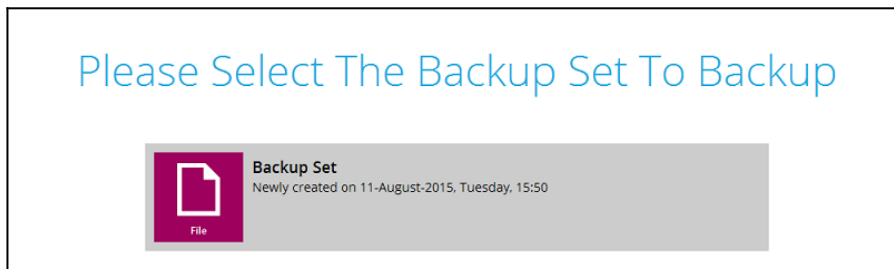 Please Select The Backup Set To Backup
Backup Set
Newly created on 11-August-2015, Tuesday, 15:50
File